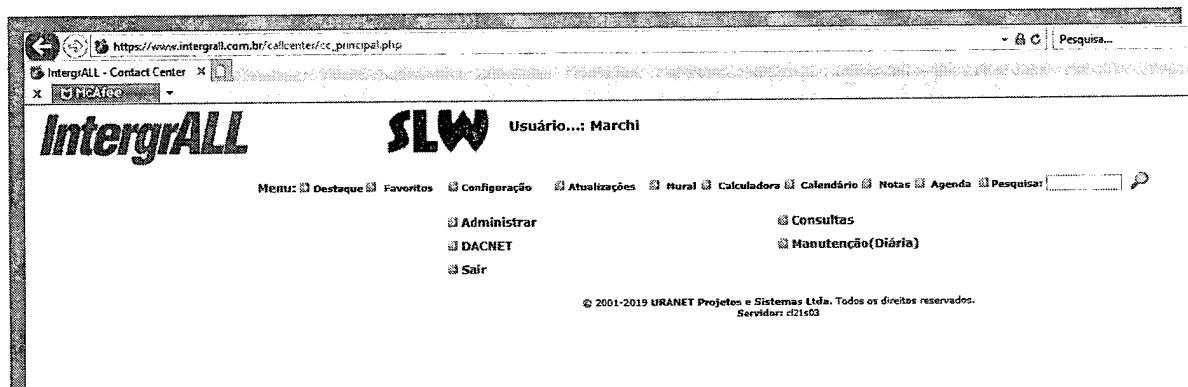 https://www.intergrall.com.br/callcenter/cc_principal.php
Pesquisa...
IntergrALL - Contact Center x
x McAfee
IntergrALL
SLW
Usuário...: Marchi
Menu: Destaque Favoritos Configuração Atualizações Mural Calculadora Calendário Notas Agenda Pesquisa:
Administrar
Consultas
DACNET
Manutenção(Diária)
Sair
© 2001-2019 URANET Projetos e Sistemas Ltda. Todos os direitos reservados.
Servidor: cl21s03